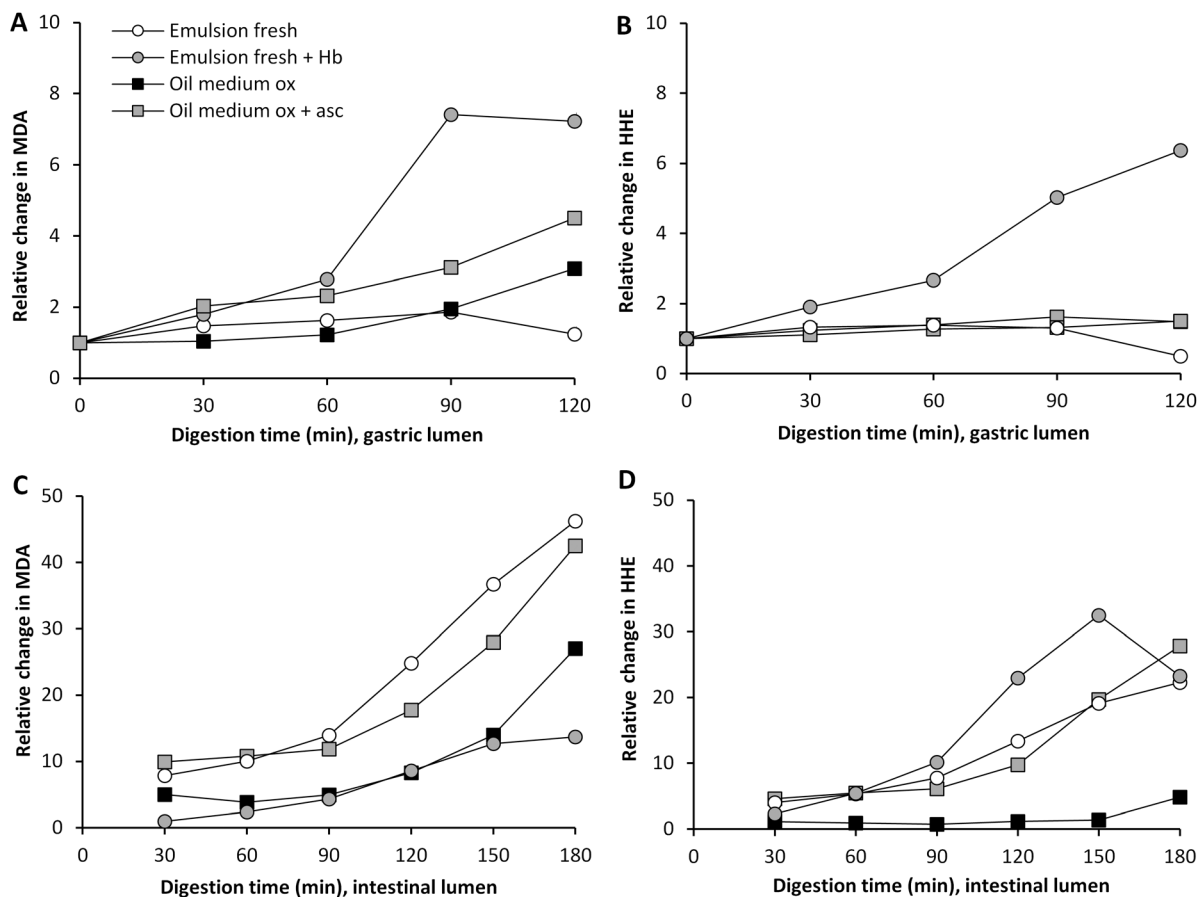 A
Relative change in MDA
10
8
6
4
2
0
Emulsion fresh
Emulsion fresh + Hb
Oil medium ox
Oil medium ox + asc
0 30 60 90 120
Digestion time (min), gastric lumen
B
Relative change in HHE
10
8
6
4
2
0
0 30 60 90 120
Digestion time (min), gastric lumen
C
Relative change in MDA
50
40
30
20
10
0
0 30 60 90 120 150 180
Digestion time (min), intestinal lumen
D
Relative change in HHE
50
40
30
20
10
0
0 30 60 90 120 150 180
Digestion time (min), intestinal lumen